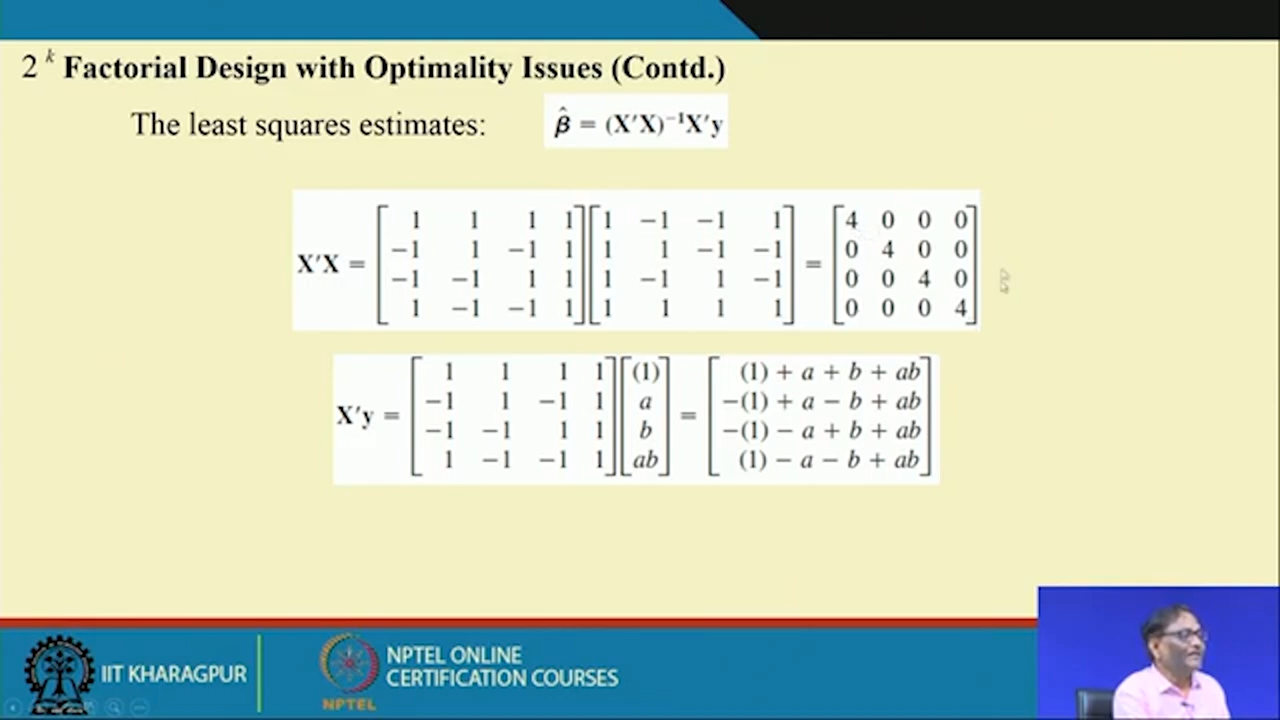 2^k Factorial Design with Optimality Issues (Contd.)
The least squares estimates: β̂ = (X′X)⁻¹X′y
X′X = [1 1 1 1; −1 1 −1 1; −1 −1 1 1; 1 −1 −1 1] [1 −1 −1 1; 1 1 −1 −1; 1 −1 1 −1; 1 1 1 1] = [4 0 0 0; 0 4 0 0; 0 0 4 0; 0 0 0 4]
X′y = [1 1 1 1; −1 1 −1 1; −1 −1 1 1; 1 −1 −1 1] [(1); a; b; ab] = [(1) + a + b + ab; −(1) + a − b + ab; −(1) − a + b + ab; (1) − a − b + ab]
IIT KHARAGPUR
NPTEL
NPTEL ONLINE
CERTIFICATION COURSES